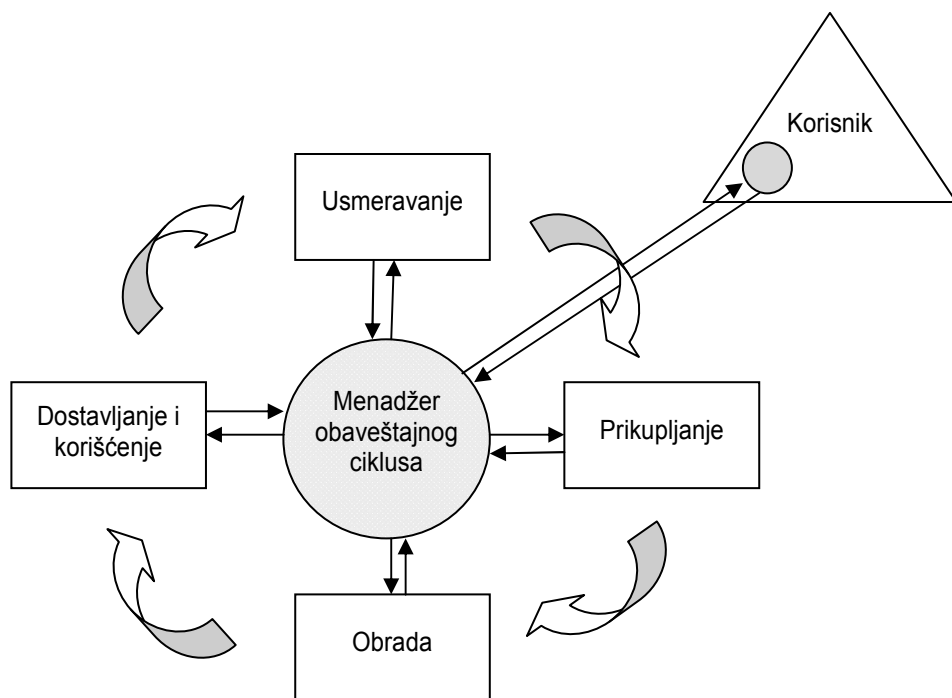 Korisnik
Usmeravanje
Menadžer
obaveštajnog
ciklusa
Dostavljanje i
korišćenje
Prikupljanje
Obrada